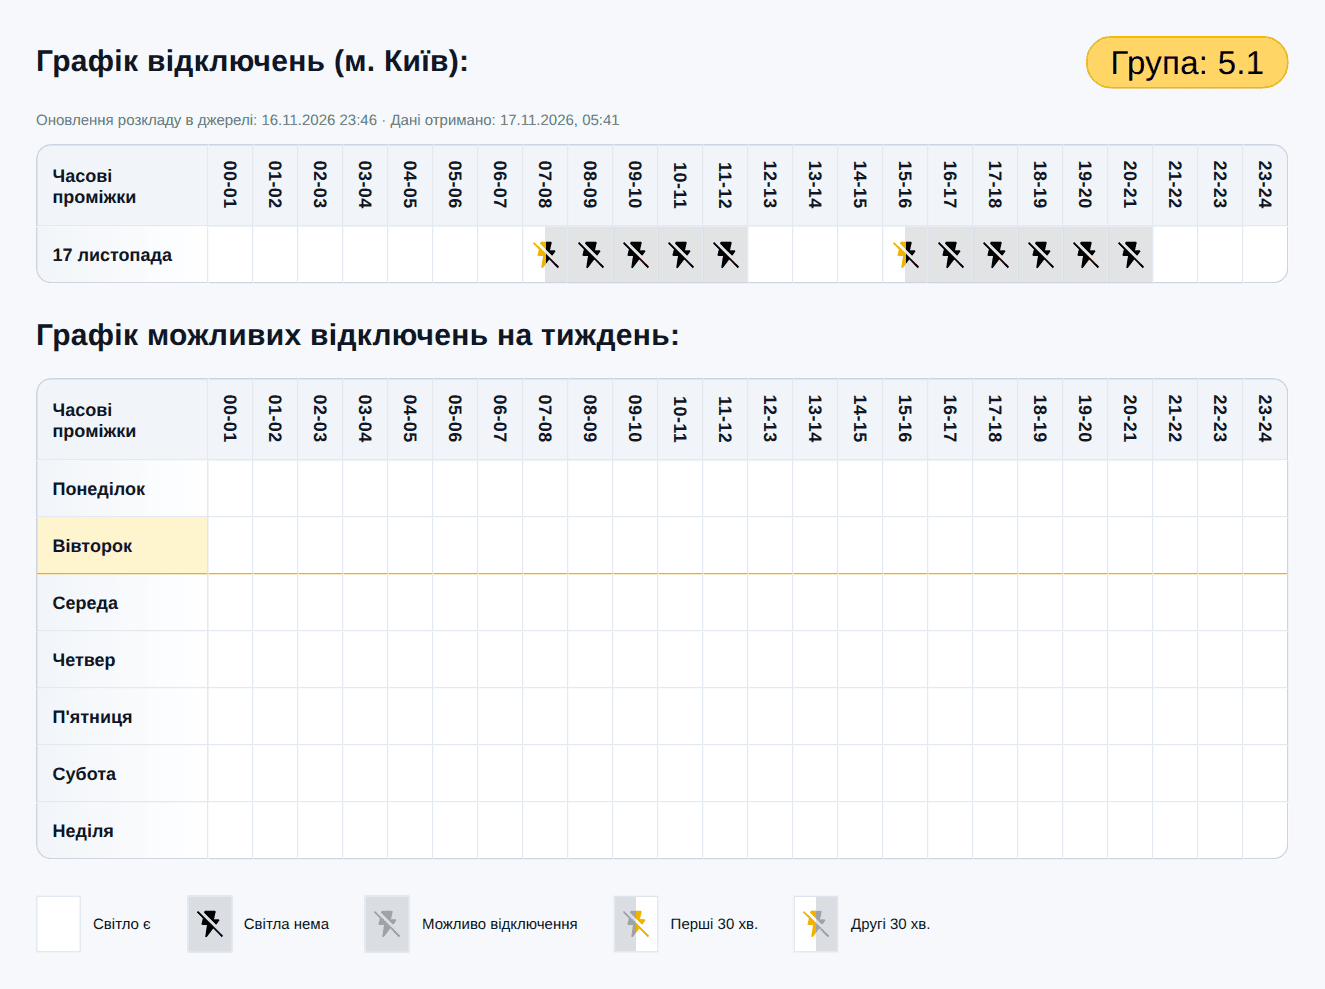 Графік відключень (м. Київ):
Група: 5.1
Оновлення розкладу в джерелі: 16.11.2026 23:46 · Дані отримано: 17.11.2026, 05:41
Часові проміжки 00-01 01-02 02-03 03-04 04-05 05-06 06-07 07-08 08-09 09-10 10-11 11-12 12-13 13-14 14-15 15-16 16-17 17-18 18-19 19-20 20-21 21-22 22-23 23-24
17 листопада
Графік можливих відключень на тиждень:
Часові проміжки 00-01 01-02 02-03 03-04 04-05 05-06 06-07 07-08 08-09 09-10 10-11 11-12 12-13 13-14 14-15 15-16 16-17 17-18 18-19 19-20 20-21 21-22 22-23 23-24
Понеділок
Вівторок
Середа
Четвер
П'ятниця
Субота
Неділя
Світло є Світла нема Можливо відключення Перші 30 хв. Другі 30 хв.